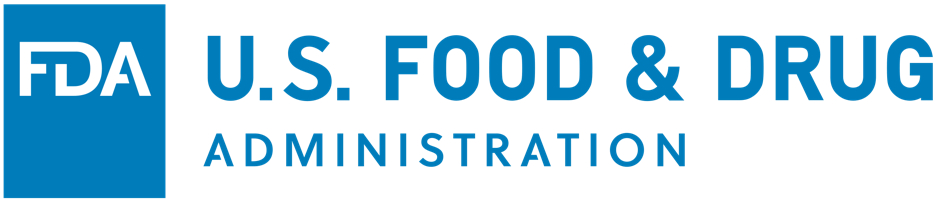 FDA
U.S. FOOD & DRUG
ADMINISTRATION